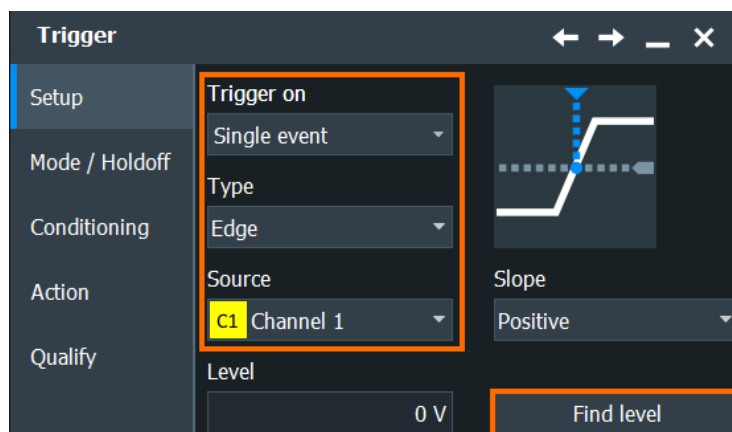 Trigger
Setup
Mode / Holdoff
Conditioning
Action
Qualify
Trigger on
Single event
Type
Edge
Source
C1 Channel 1
Slope
Positive
Level
0 V
Find level